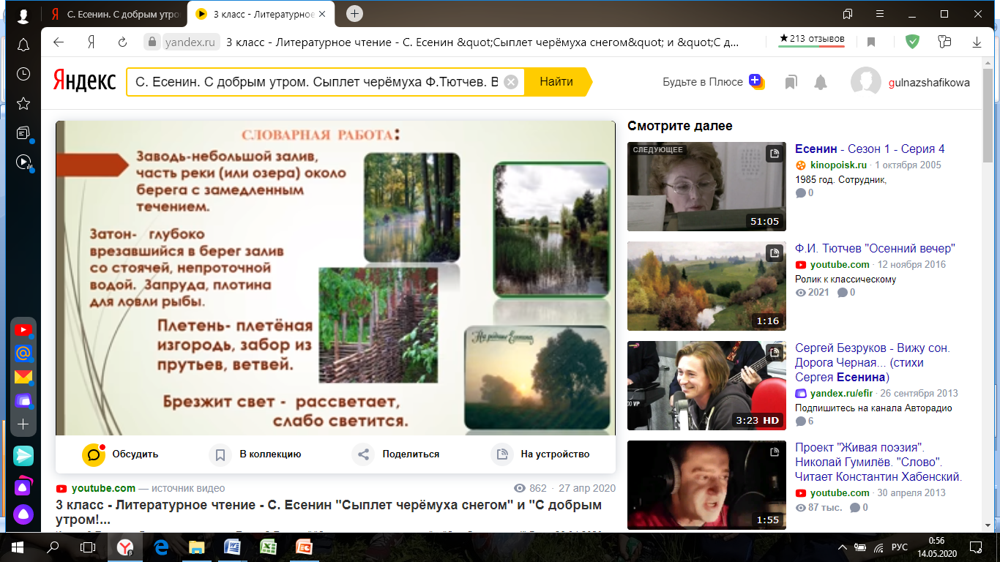 С. Есенин. С добрым утро
3 класс - Литературное
yandex.ru
3 класс - Литературное чтение - С. Есенин &quot;Сыплет черёмуха снегом&quot; и &quot;С д...
★213 отзывов
Яндекс
С. Есенин. С добрым утром. Сыплет черёмуха Ф.Тютчев. В
Найти
Будьте в Плюсе
gulnazshafikowa
СЛОВАРНАЯ РАБОТА:
Заводь-небольшой залив,
часть реки (или озера) около
берега с замедленным
течением.
Затон- глубоко
врезавшийся в берег залив
со стоячей, непроточной
водой. Запруда, плотина
для ловли рыбы.
Плетень- плетёная
изгородь, забор из
прутьев, ветвей.
Брезжит свет - рассветает,
слабо светится.
Обсудить
В коллекцию
Поделиться
На устройство
youtube.com — источник видео
862 · 27 апр 2020
3 класс - Литературное чтение - С. Есенин "Сыплет черёмуха снегом" и "С добрым
утром!...
Смотрите далее
СЛЕДУЮЩЕЕ
51:05
Есенин - Сезон 1 - Серия 4
kinopoisk.ru · 1 октября 2005
1985 год. Сотрудник,
0
1:16
Ф.И. Тютчев "Осенний вечер"
youtube.com · 12 ноября 2016
Ролик к классическому
2021 0
3:23 HD
Сергей Безруков - Вижу сон.
Дорога Черная... (стихи
Сергея Есенина)
yandex.ru/efir · 26 сентября 2013
Подпишитесь на канала Авторадио
6
1:55
Проект "Живая поэзия".
Николай Гумилёв. "Слово".
Читает Константин Хабенский.
youtube.com · 30 апреля 2013
87 тыс. 0
РУС
0:56
14.05.2020